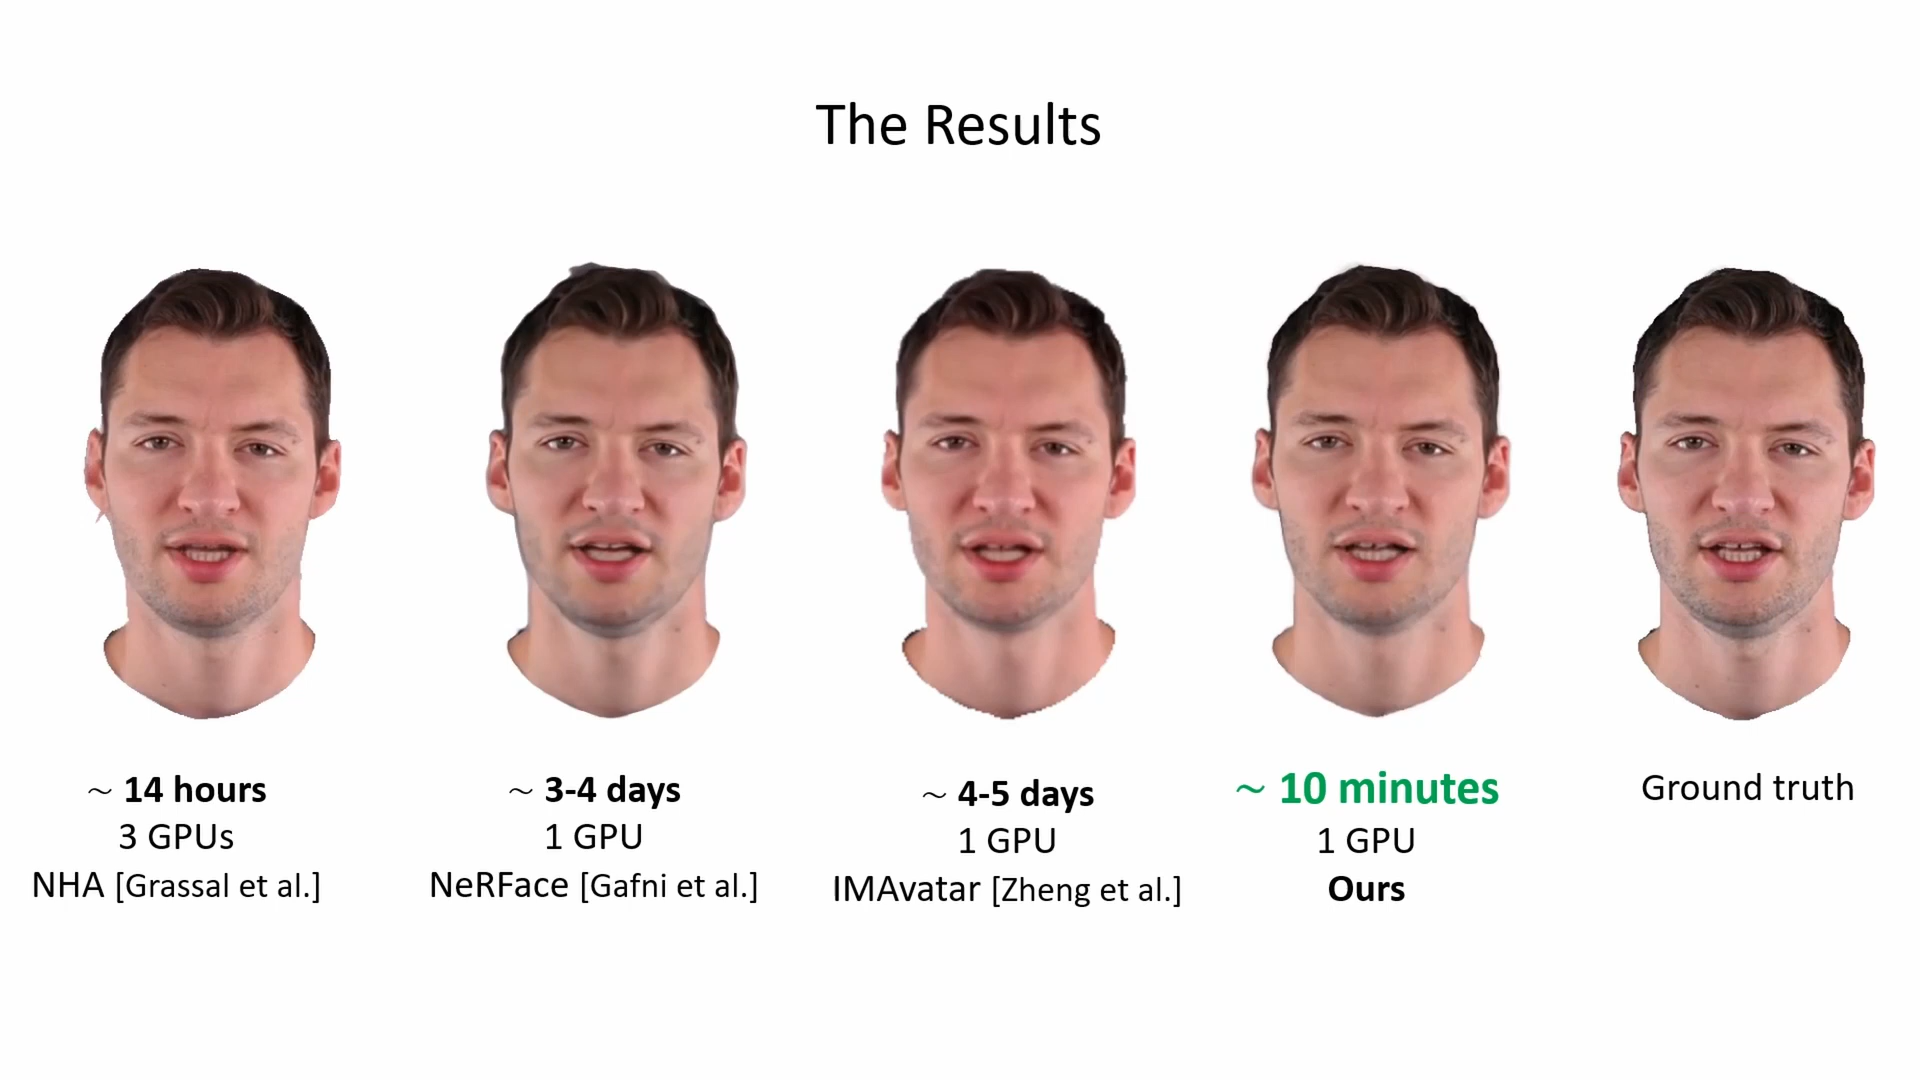 The Results
~ 14 hours
3 GPUs
NHA [Grassal et al.]
~ 3-4 days
1 GPU
NeRFace [Gafni et al.]
~ 4-5 days
1 GPU
IMAvatar [Zheng et al.]
~ 10 minutes
1 GPU
Ours
Ground truth